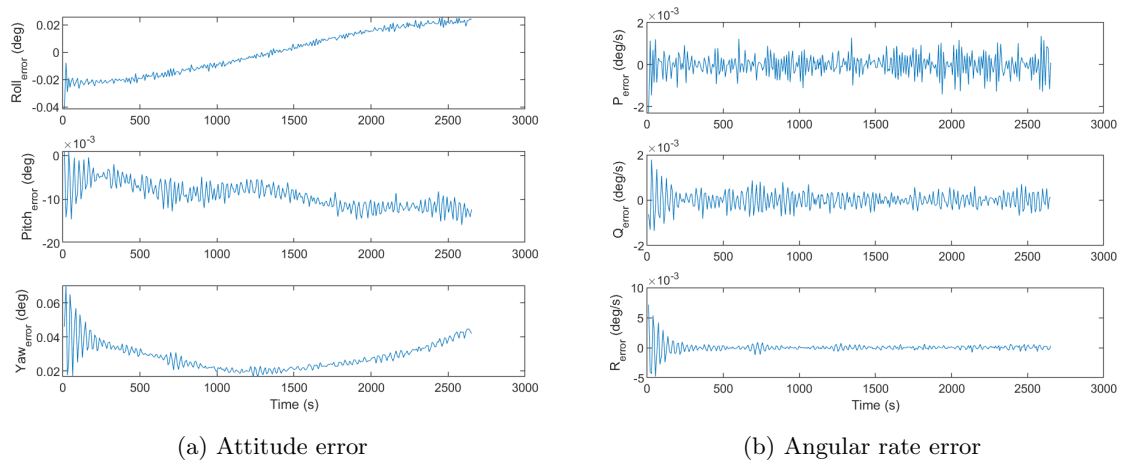 0.02
0
-0.02
-0.04
Roll_error (deg)
0 500 1000 1500 2000 2500 3000
×10^-3
0
-10
-20
Pitch_error (deg)
0 500 1000 1500 2000 2500 3000
0.06
0.04
0.02
Yaw_error (deg)
0 500 1000 1500 2000 2500 3000
Time (s)
(a) Attitude error
×10^-3
2
0
-2
P_error (deg/s)
0 500 1000 1500 2000 2500 3000
×10^-3
2
0
-2
Q_error (deg/s)
0 500 1000 1500 2000 2500 3000
×10^-3
10
5
0
-5
R_error (deg/s)
0 500 1000 1500 2000 2500 3000
Time (s)
(b) Angular rate error